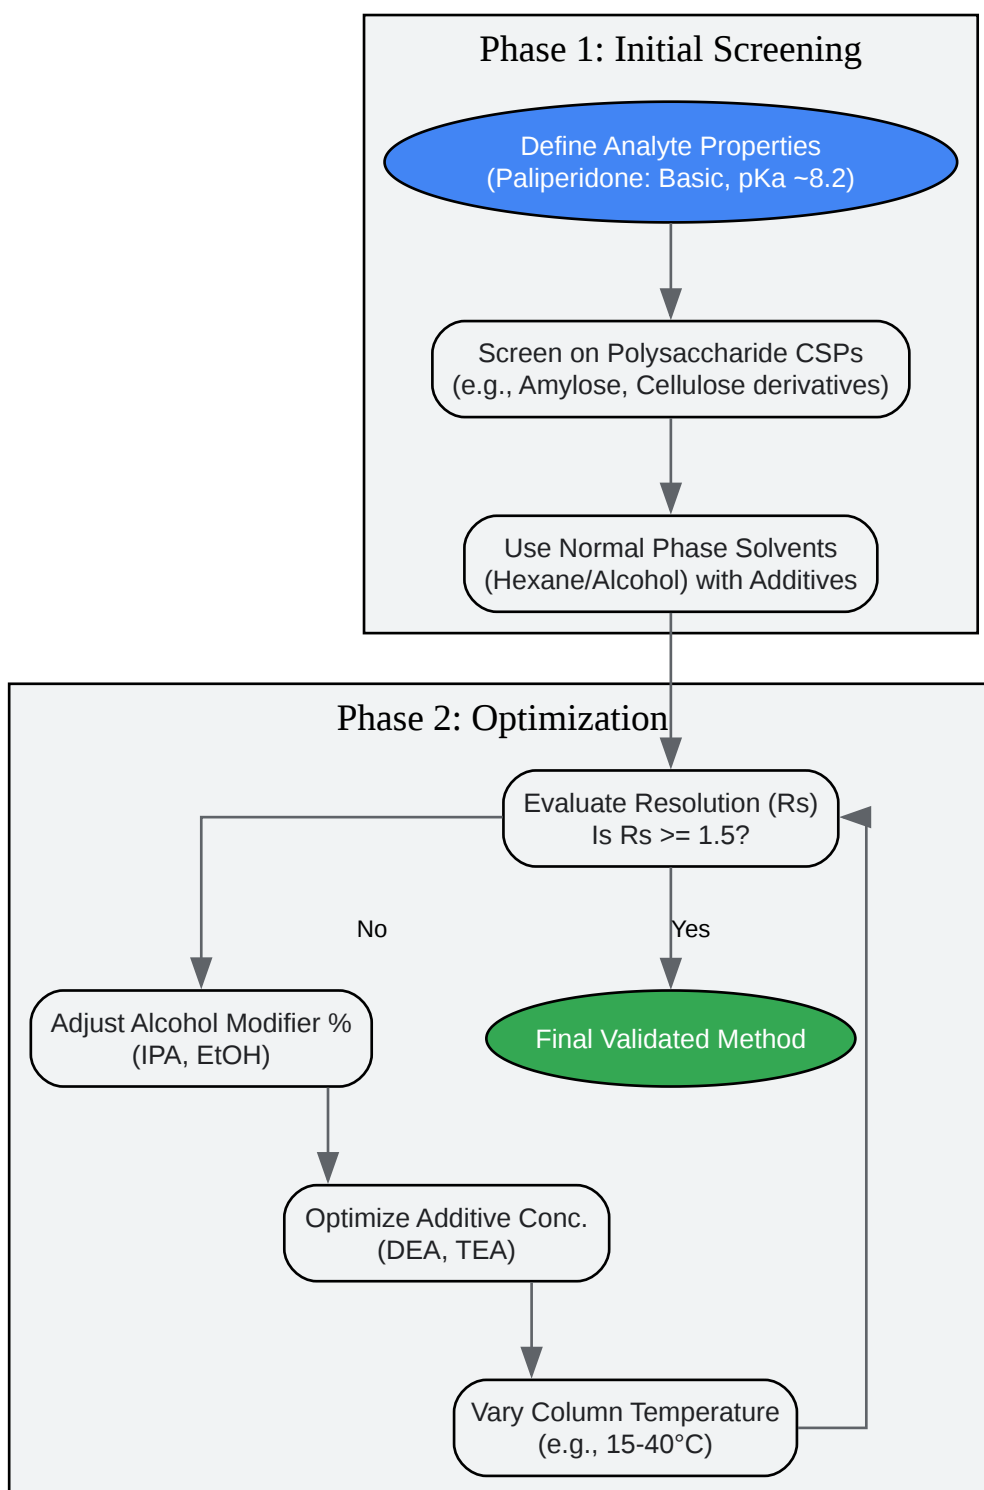 Phase 1: Initial Screening
Define Analyte Properties
(Paliperidone: Basic, pKa ~8.2)
Screen on Polysaccharide CSPs
(e.g., Amylose, Cellulose derivatives)
Use Normal Phase Solvents
(Hexane/Alcohol) with Additives
Phase 2: Optimization
Evaluate Resolution (Rs)
Is Rs >= 1.5?
No
Yes
Adjust Alcohol Modifier %
(IPA, EtOH)
Final Validated Method
Optimize Additive Conc.
(DEA, TEA)
Vary Column Temperature
(e.g., 15-40°C)